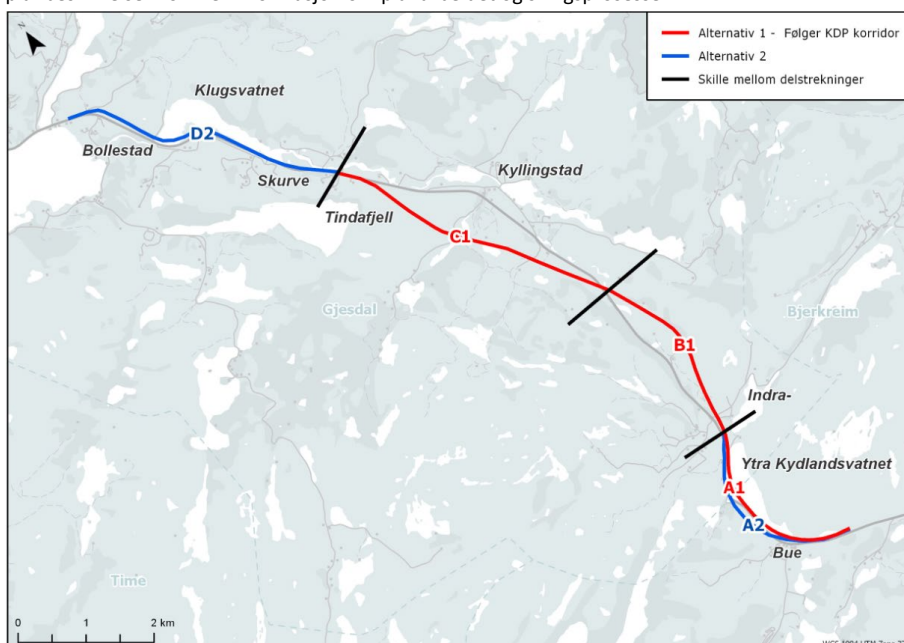 Alternativ 1 - Følger KDP korridor
Alternativ 2
Skille mellom delstrekninger
N
Klugsvatnet
D2
Bollestad
Skurve
Kyllingstad
Tindafjell
C1
Gjesdal
Bjerkreim
B1
Indra-
Ytra Kydlandsvatnet
A1
A2
Bue
Time
0 1 2 km